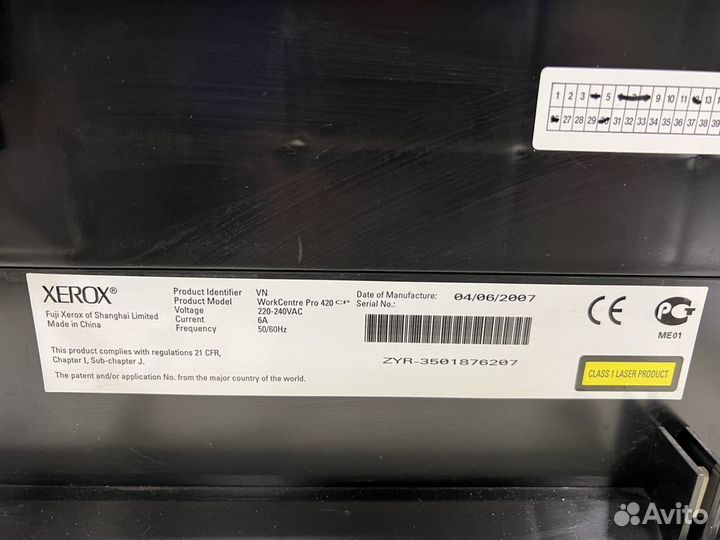 1 2 3 5 7 9 10 11 12 13
27 28 29 30 31 32 33 34 35 36 37 38 39
XEROX®
Fuji Xerox of Shanghai Limited
Made in China
Product Identifier VN
Product Model WorkCentre Pro 420 CP
Voltage 220-240VAC
Current 6A
Frequency 50/60Hz
Date of Manufacture: 04/06/2007
Serial No.:
ZYR-3501876207
This product complies with regulations 21 CFR,
Chapter I, Sub-chapter J.
The patent and/or application No. from the major country of the world.
CE
РСТ
ME01
CLASS 1 LASER PRODUCT
Avito